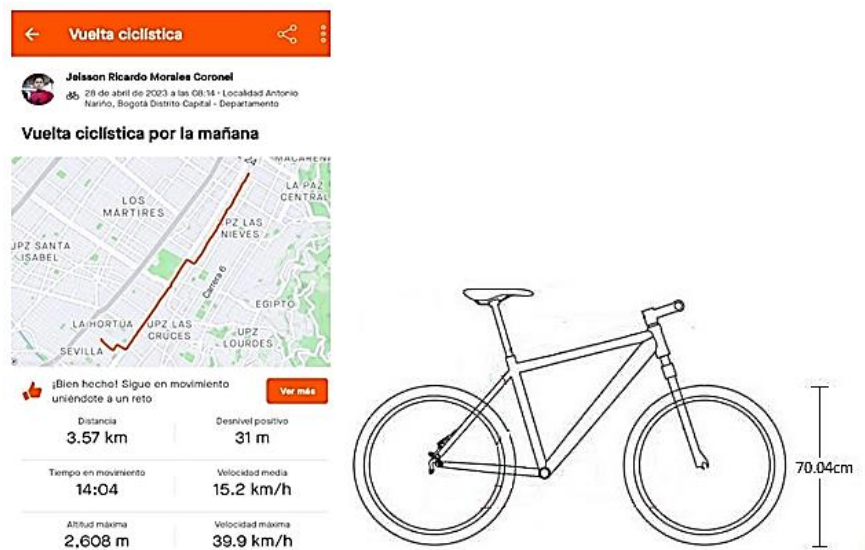 Vuelta ciclística
Jeisson Ricardo Morales Coronel
28 de abril de 2023 a las 08:14 - Localidad Antonio
Nariño, Bogotá Distrito Capital - Departamento
Vuelta ciclística por la mañana
MACAREN
LA PAZ
CENTRAL
LOS
MÁRTIRES
PZ LAS
NIEVES
UPZ SANTA
ISABEL
Carrera 6
EGIPTO
LA HORTÚA
UPZ LAS
CRUCES
UPZ
LOURDES
SEVILLA
¡Bien hecho! Sigue en movimiento
uniéndote a un reto
Ver más
Distancia
3.57 km
Desnivel positivo
31 m
Tiempo en movimiento
14:04
Velocidad media
15.2 km/h
Altitud máxima
2,608 m
Velocidad máxima
39.9 km/h
70.04cm